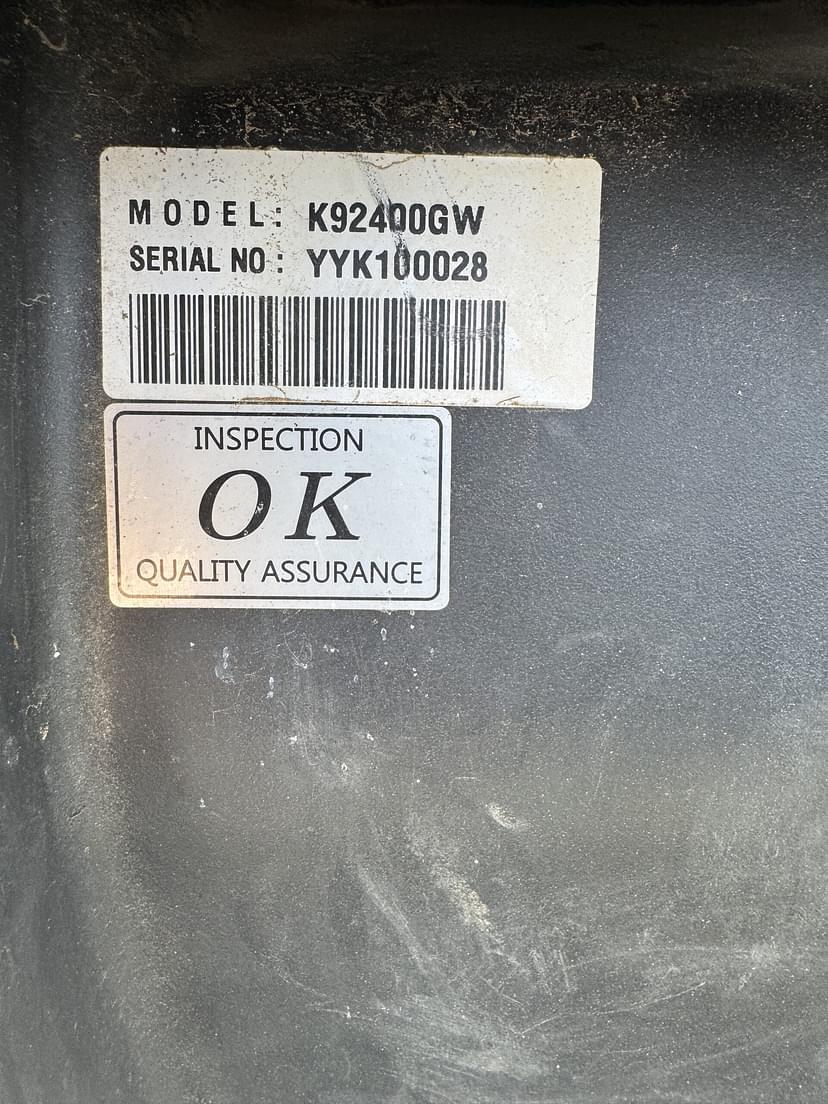 MODEL: K92400GW
SERIAL NO: YYK100028
INSPECTION
OK
QUALITY ASSURANCE